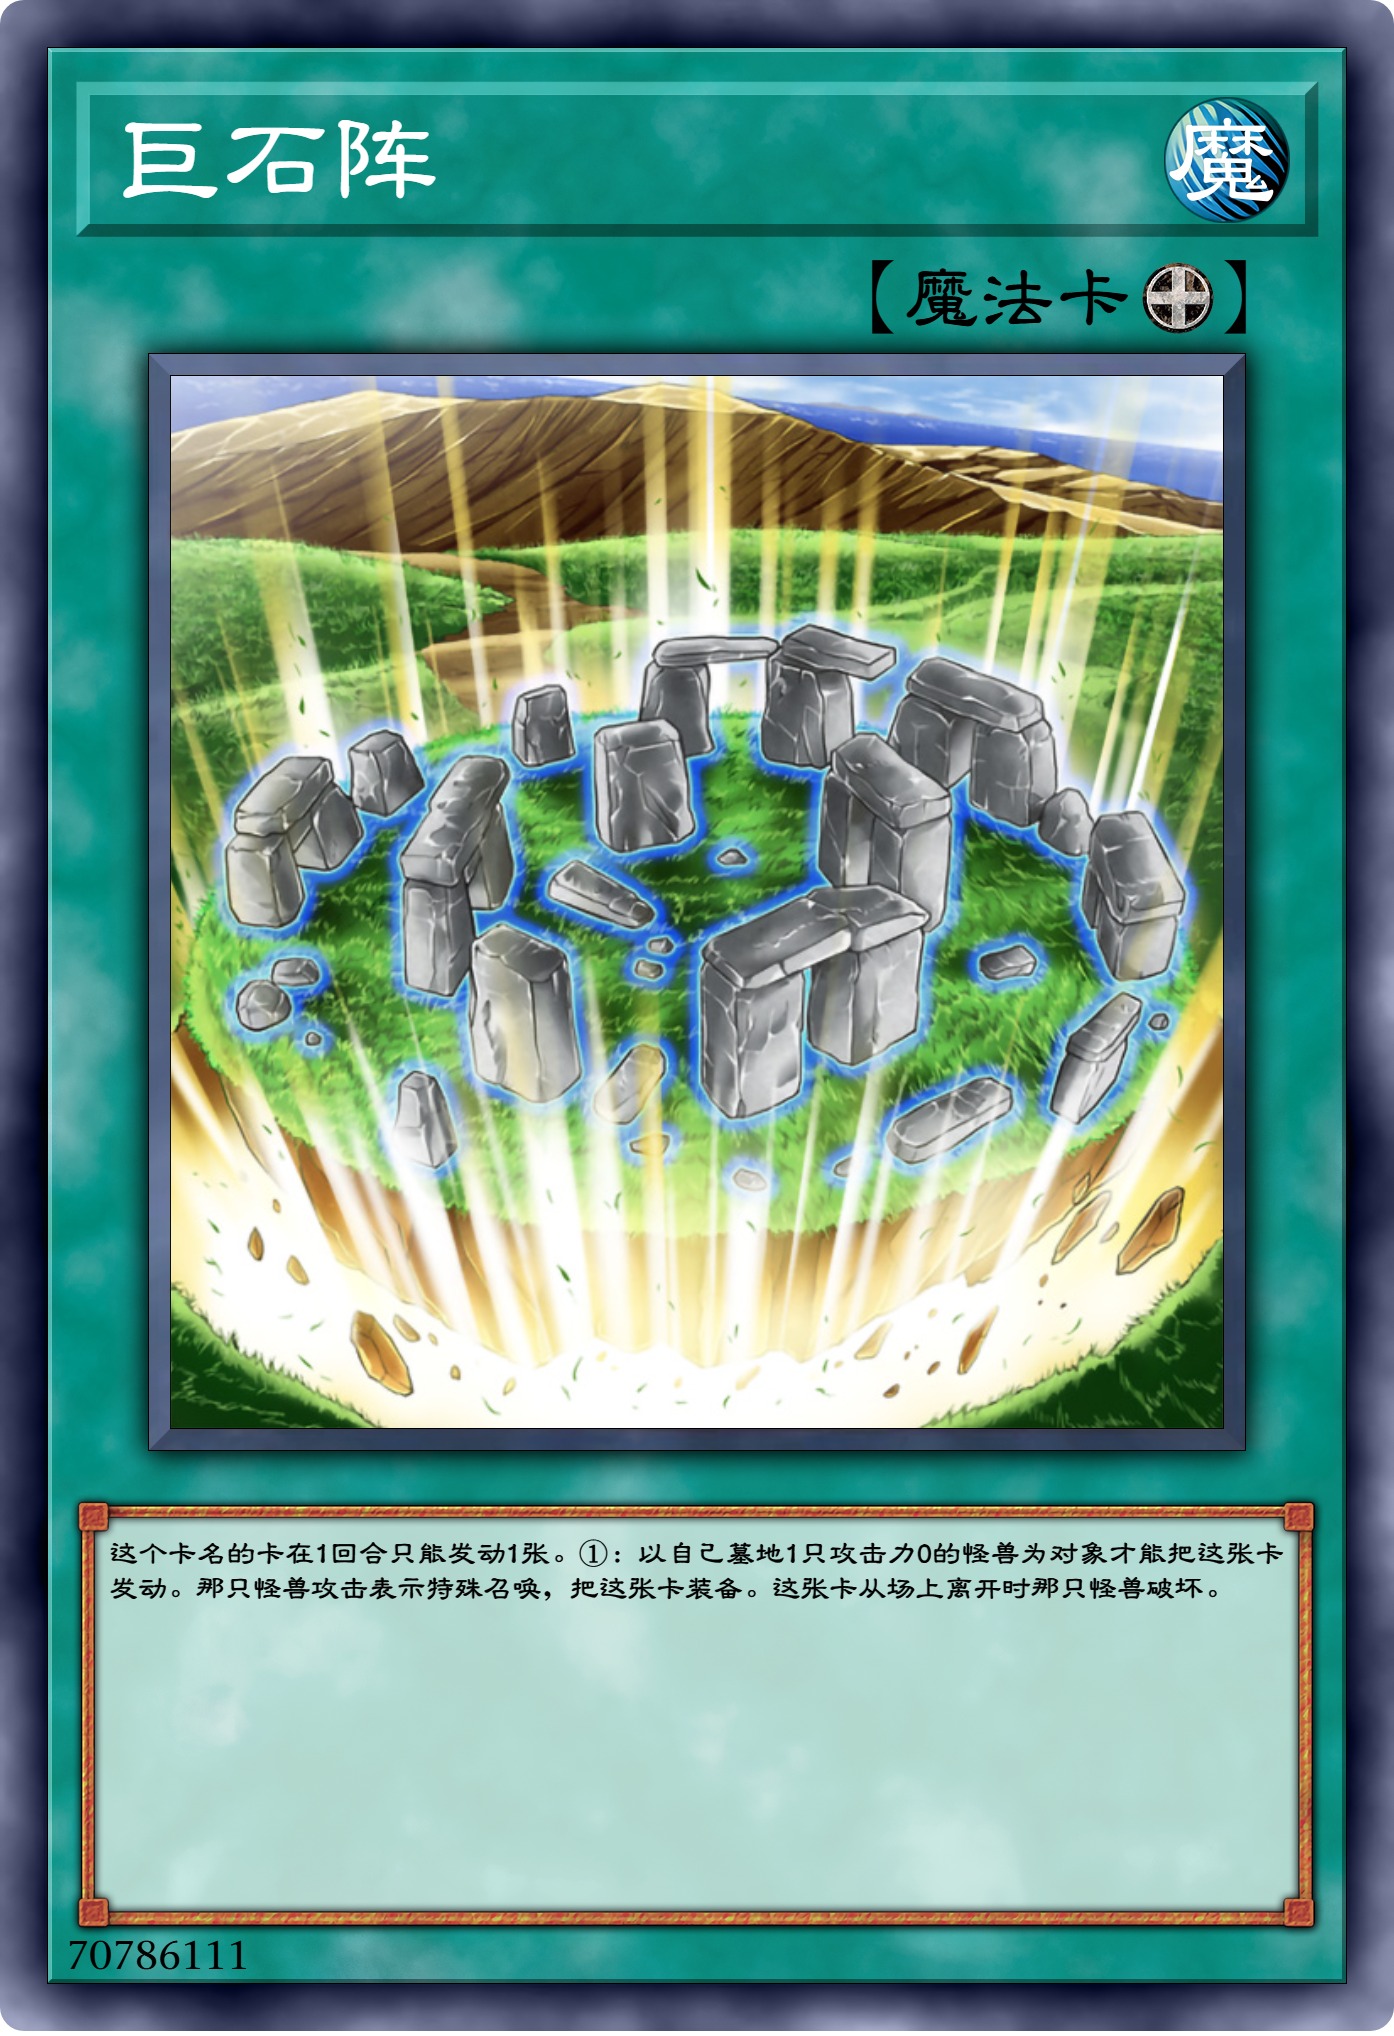 巨石阵
魔
【魔法卡】
这个卡名的卡在1回合只能发动1张。①：以自己墓地1只攻击力0的怪兽为对象才能把这张卡
发动。那只怪兽攻击表示特殊召唤，把这张卡装备。这张卡从场上离开时那只怪兽破坏。
70786111